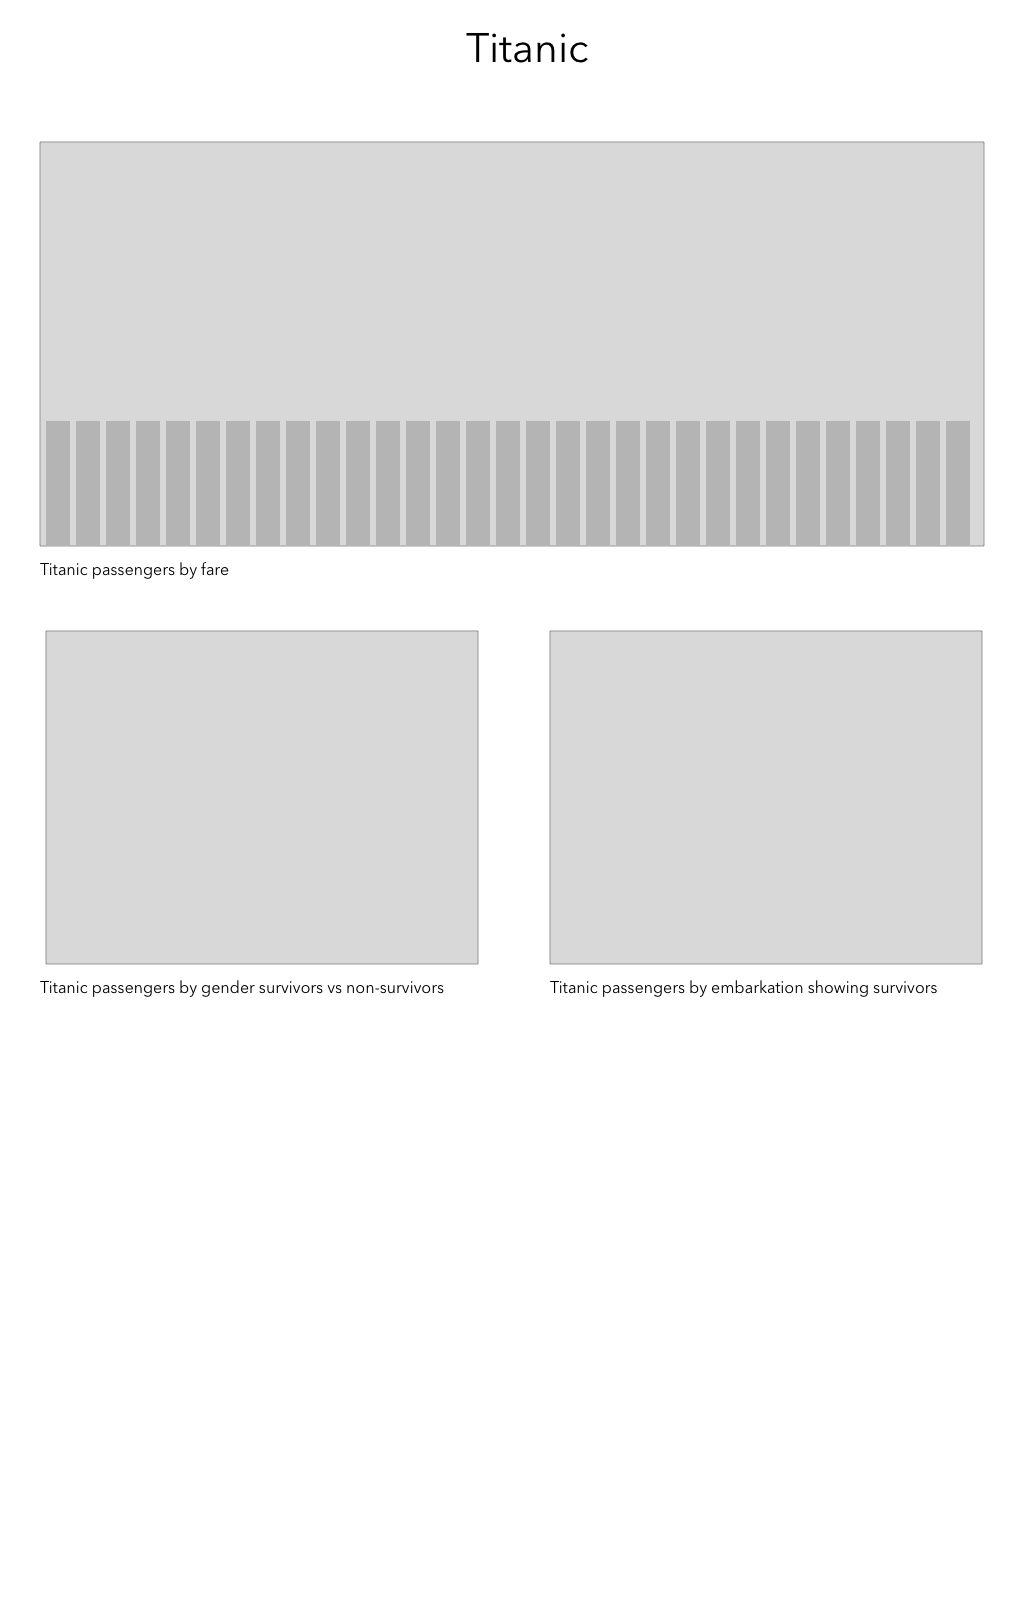 Titanic
Titanic passengers by fare
Titanic passengers by gender survivors vs non-survivors
Titanic passengers by embarkation showing survivors